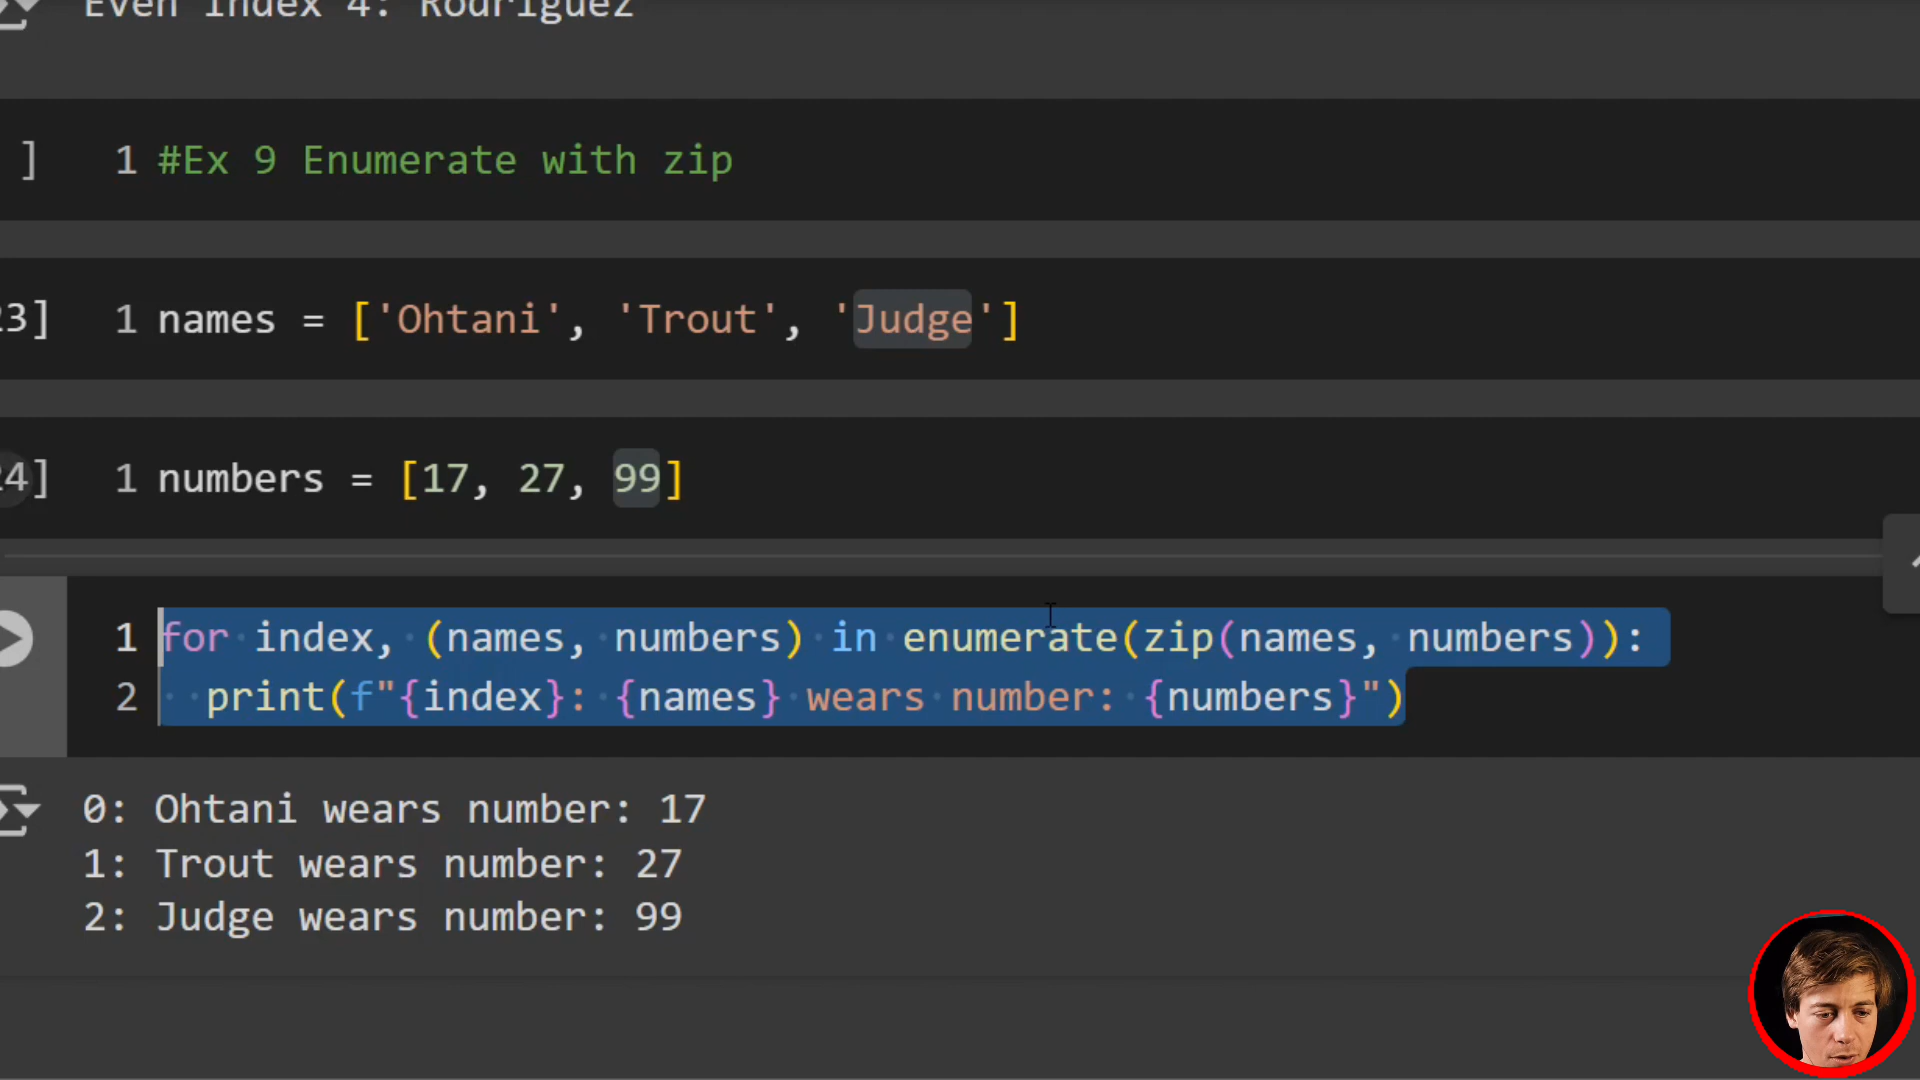 Even Index 4: Rodriguez
] 1 #Ex 9 Enumerate with zip
23] 1 names = ['Ohtani', 'Trout', 'Judge']
24] 1 numbers = [17, 27, 99]
1 for index, (names, numbers) in enumerate(zip(names, numbers)):
2   print(f"{index}: {names} wears number: {numbers}")
0: Ohtani wears number: 17
1: Trout wears number: 27
2: Judge wears number: 99